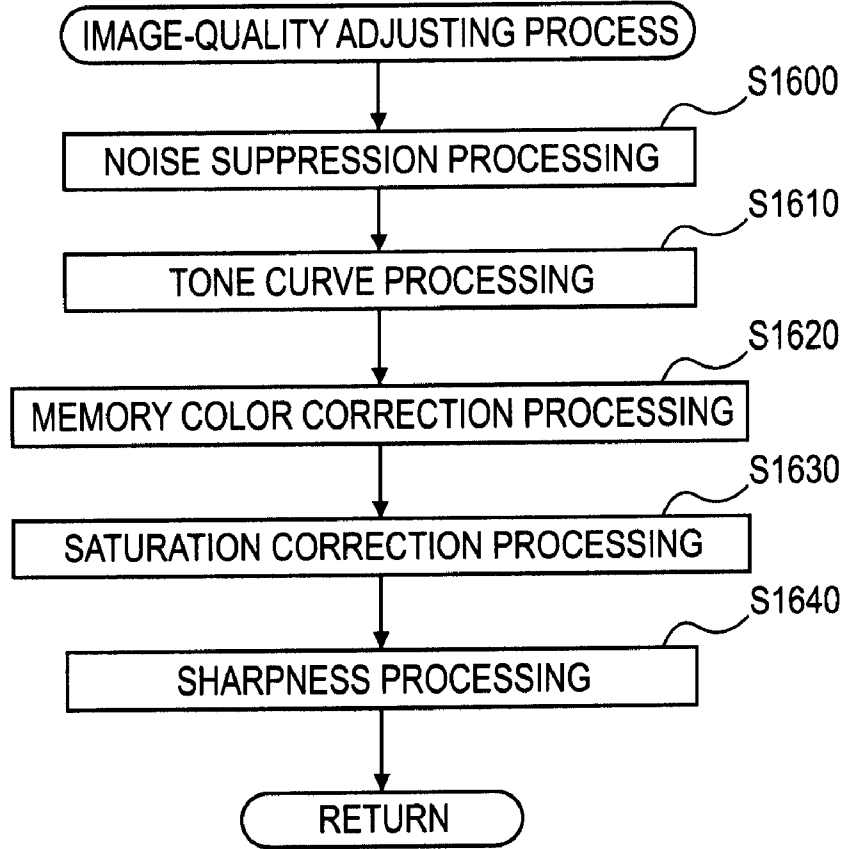 IMAGE-QUALITY ADJUSTING PROCESS
S1600
NOISE SUPPRESSION PROCESSING
S1610
TONE CURVE PROCESSING
S1620
MEMORY COLOR CORRECTION PROCESSING
S1630
SATURATION CORRECTION PROCESSING
S1640
SHARPNESS PROCESSING
RETURN